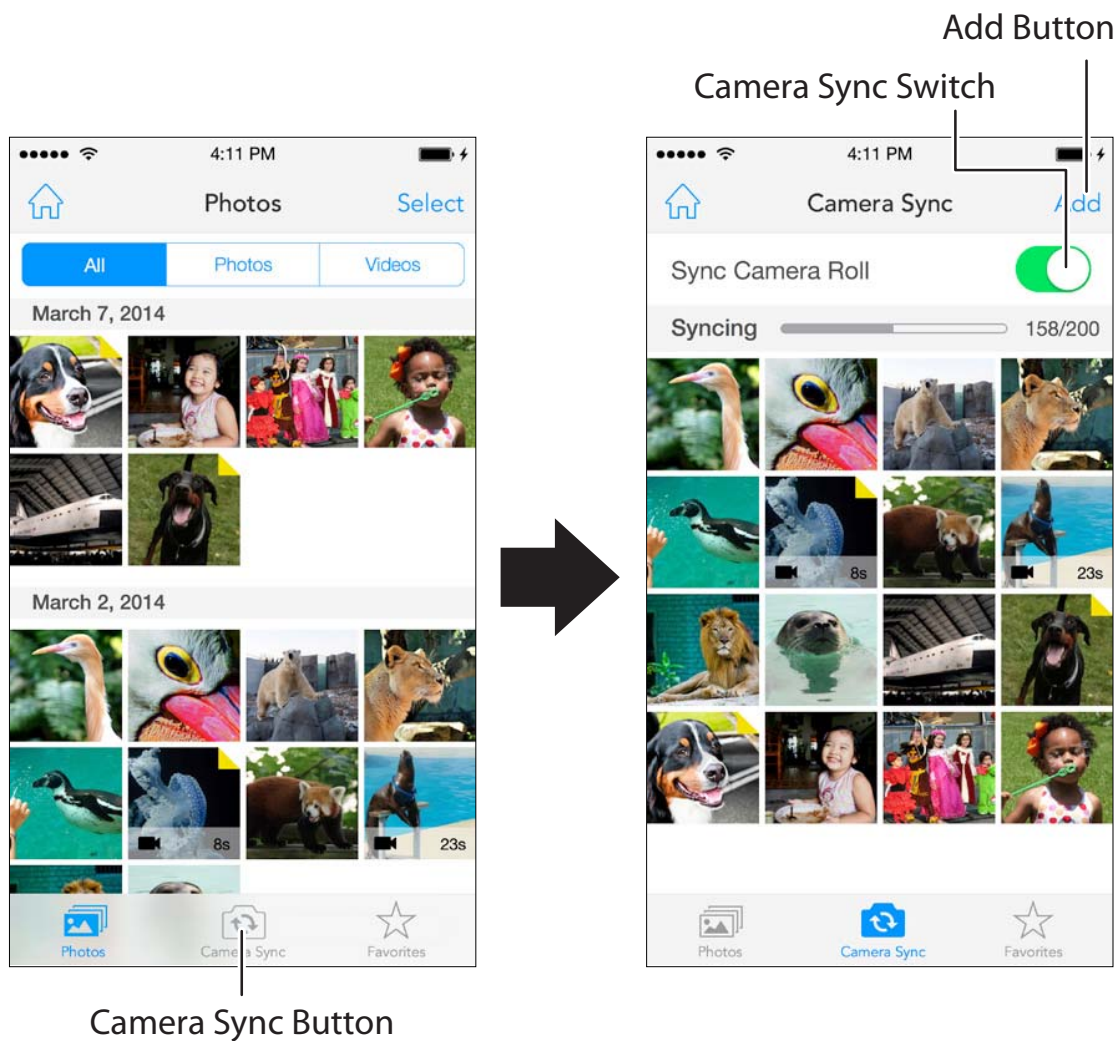 Add Button
Camera Sync Switch
4:11 PM
Photos
Select
All
Photos
Videos
March 7, 2014
March 2, 2014
8s
23s
Photos
Camera Sync
Favorites
Camera Sync Button
4:11 PM
Camera Sync
Add
Sync Camera Roll
Syncing
158/200
8s
23s
Photos
Camera Sync
Favorites